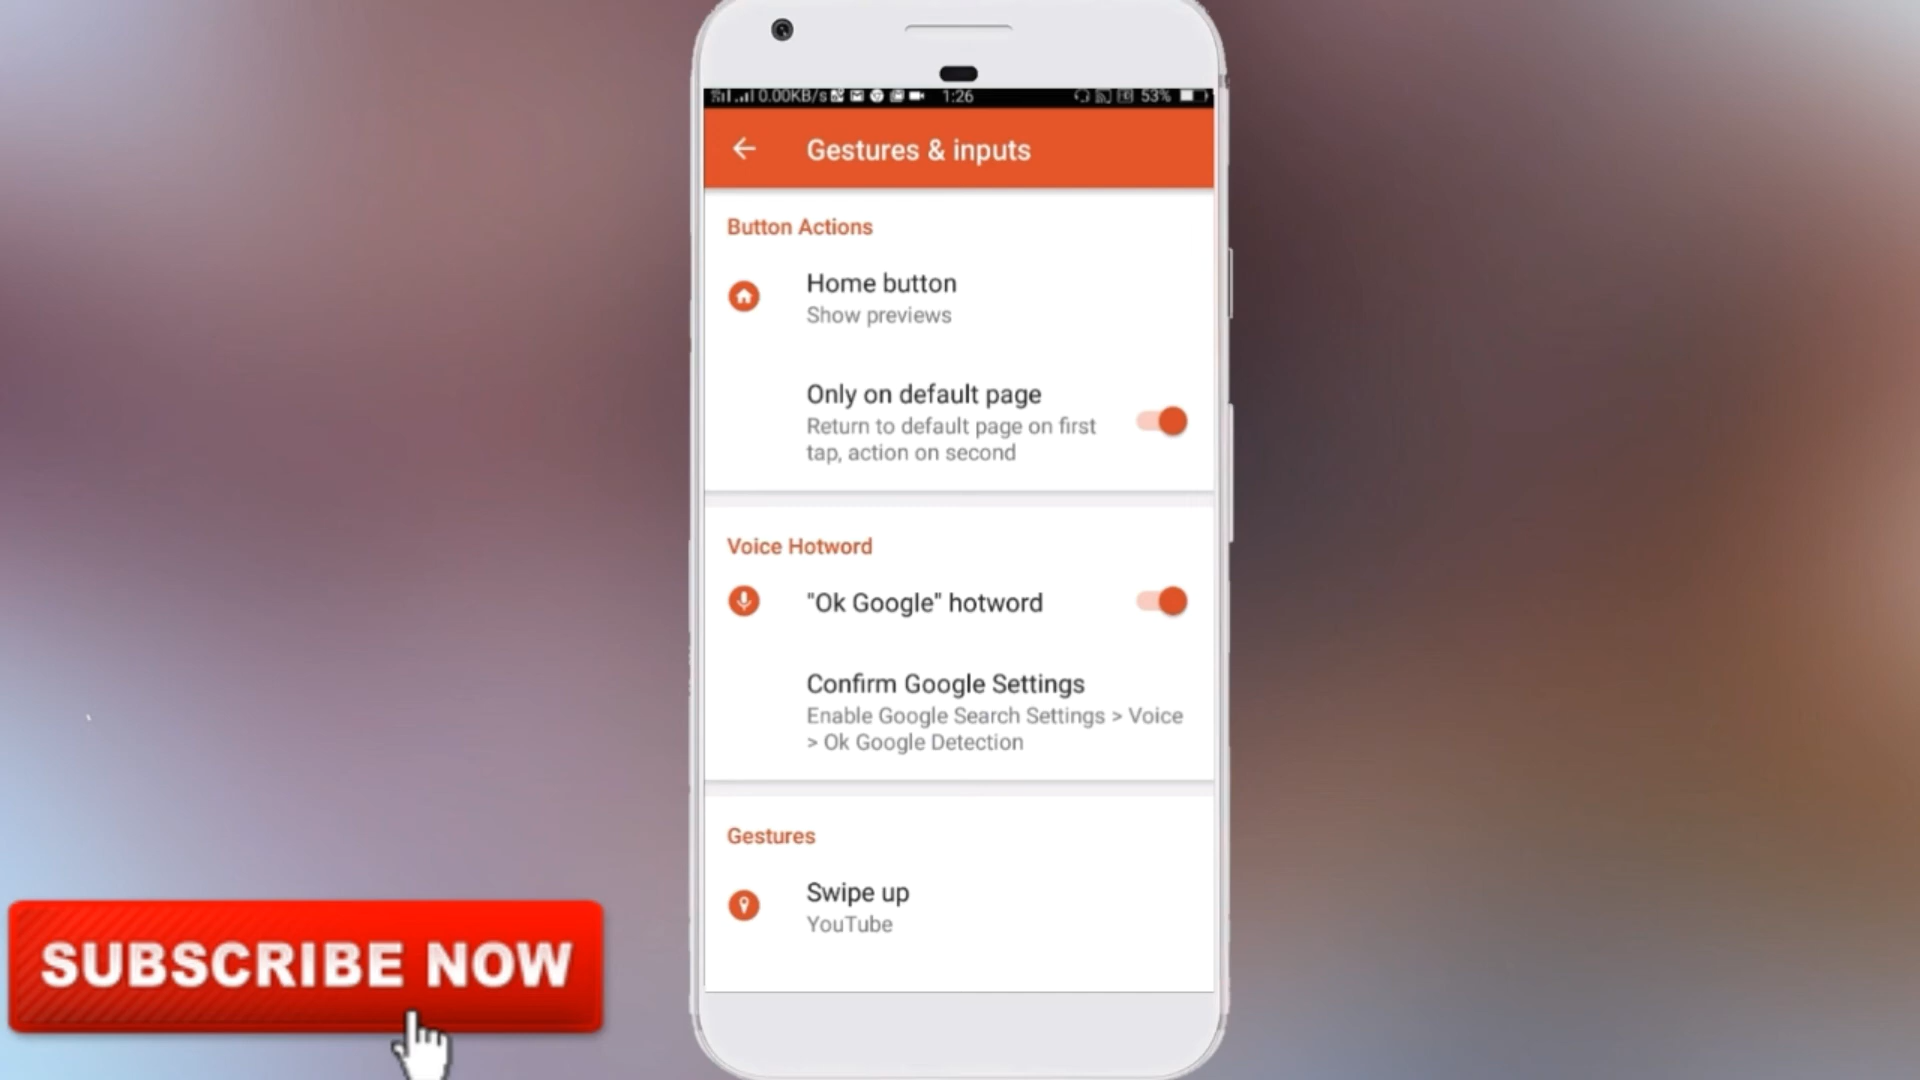 0.00KB/s 1:26 53%
Gestures & inputs
Button Actions
Home button
Show previews
Only on default page
Return to default page on first
tap, action on second
Voice Hotword
"Ok Google" hotword
Confirm Google Settings
Enable Google Search Settings > Voice
> Ok Google Detection
Gestures
Swipe up
YouTube
SUBSCRIBE NOW